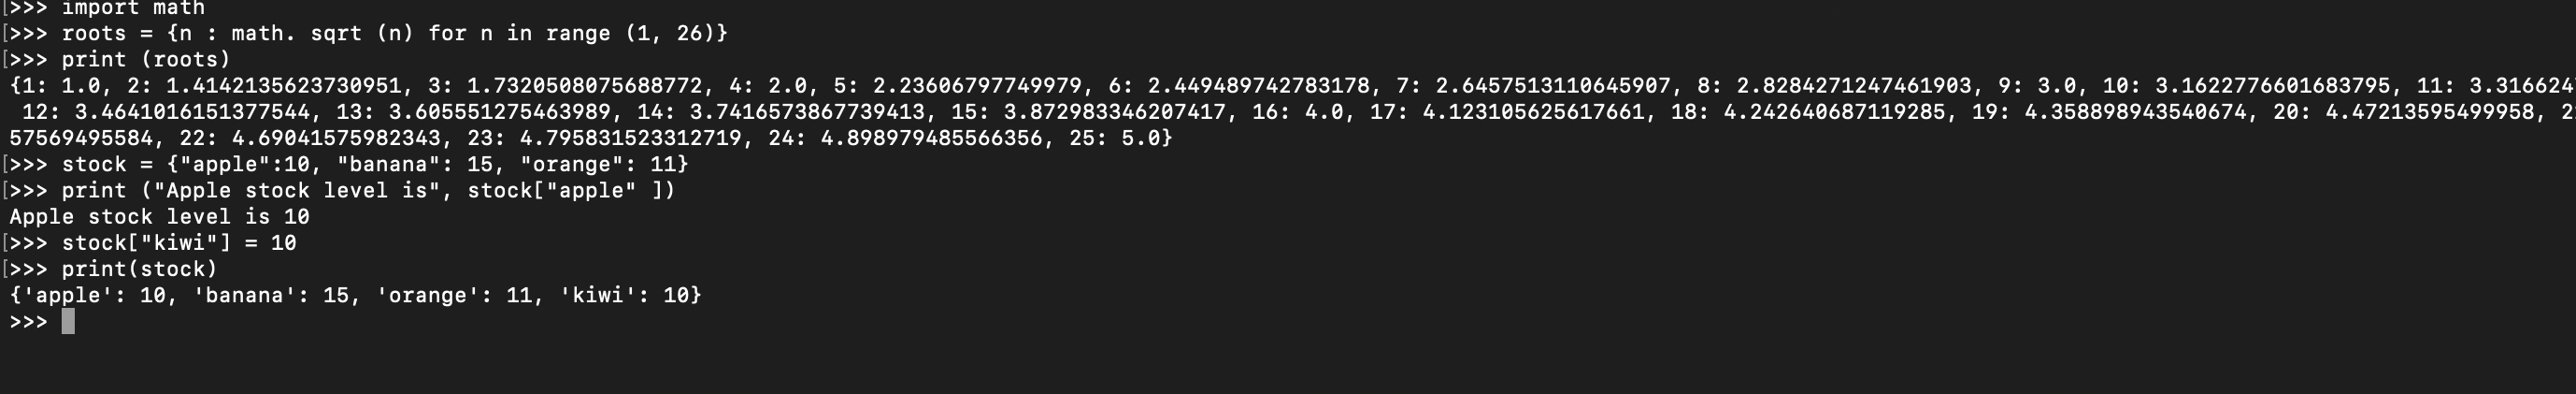 [>>> import math
[>>> roots = {n : math. sqrt (n) for n in range (1, 26)}
[>>> print (roots)
{1: 1.0, 2: 1.4142135623730951, 3: 1.7320508075688772, 4: 2.0, 5: 2.23606797749979, 6: 2.449489742783178, 7: 2.6457513110645907, 8: 2.8284271247461903, 9: 3.0, 10: 3.1622776601683795, 11: 3.316624
12: 3.4641016151377544, 13: 3.605551275463989, 14: 3.7416573867739413, 15: 3.872983346207417, 16: 4.0, 17: 4.123105625617661, 18: 4.242640687119285, 19: 4.358898943540674, 20: 4.47213595499958, 2
57569495584, 22: 4.69041575982343, 23: 4.795831523312719, 24: 4.898979485566356, 25: 5.0}
[>>> stock = {"apple":10, "banana": 15, "orange": 11}
[>>> print ("Apple stock level is", stock["apple" ])
Apple stock level is 10
[>>> stock["kiwi"] = 10
[>>> print(stock)
{'apple': 10, 'banana': 15, 'orange': 11, 'kiwi': 10}
>>>